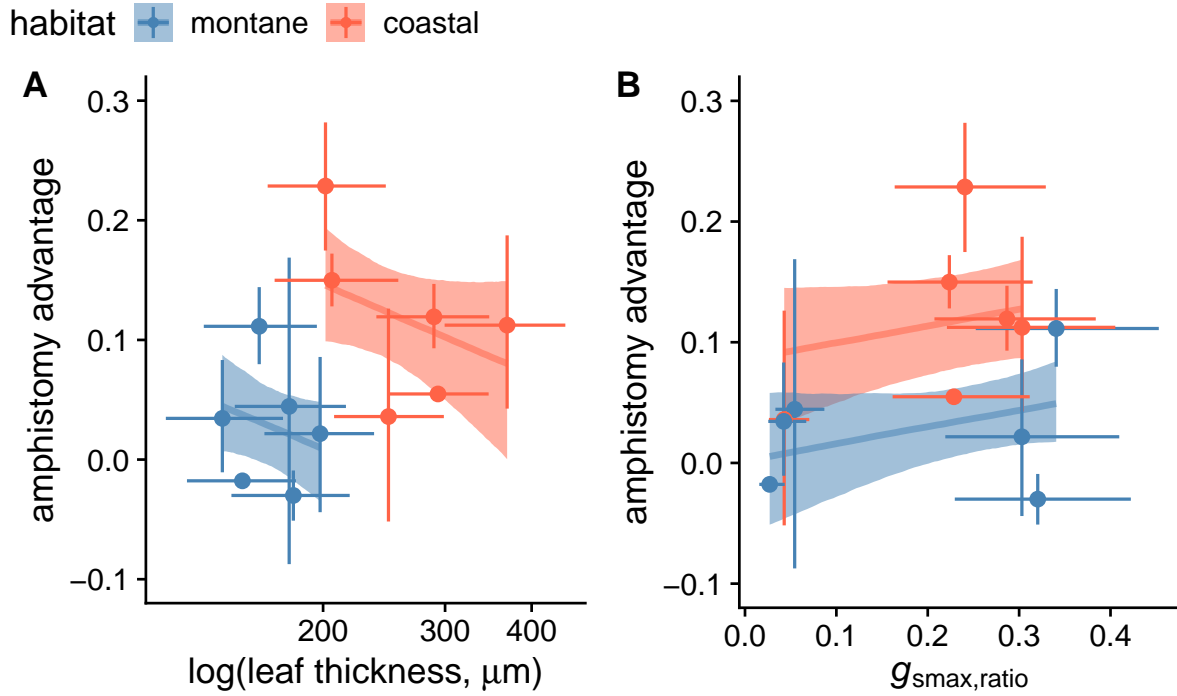 habitat montane coastal
A
amphistomy advantage
0.3
0.2
0.1
0.0
−0.1
200 300 400
log(leaf thickness, μm)
B
amphistomy advantage
0.3
0.2
0.1
0.0
−0.1
0.0 0.1 0.2 0.3 0.4
gsmax,ratio